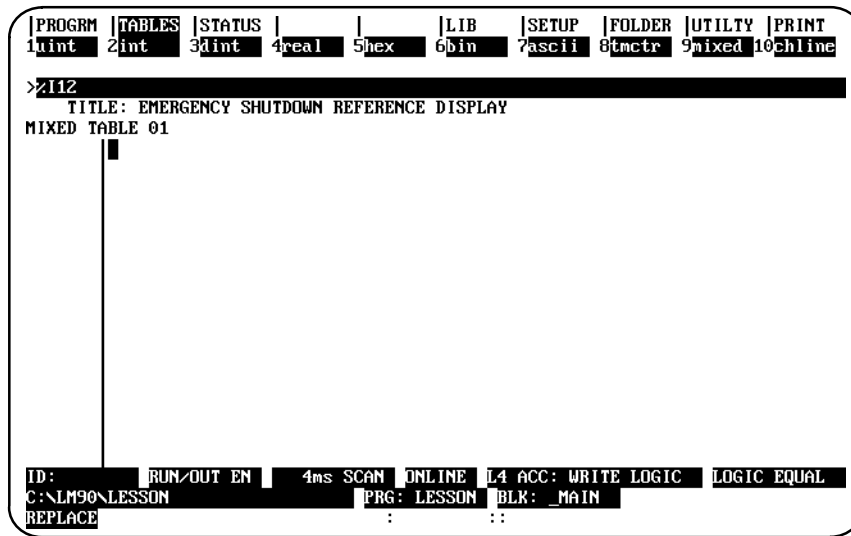 |PROGRM |TABLES |STATUS | | |LIB |SETUP |FOLDER |UTILTY |PRINT
1uint 2int 3dint 4real 5hex 6bin 7ascii 8tmctr 9mixed 10chline
>%I12
TITLE: EMERGENCY SHUTDOWN REFERENCE DISPLAY
MIXED TABLE 01
ID: RUN/OUT EN 4ms SCAN ONLINE L4 ACC: WRITE LOGIC LOGIC EQUAL
C:\LM90\LESSON PRG: LESSON BLK: _MAIN
REPLACE : ::